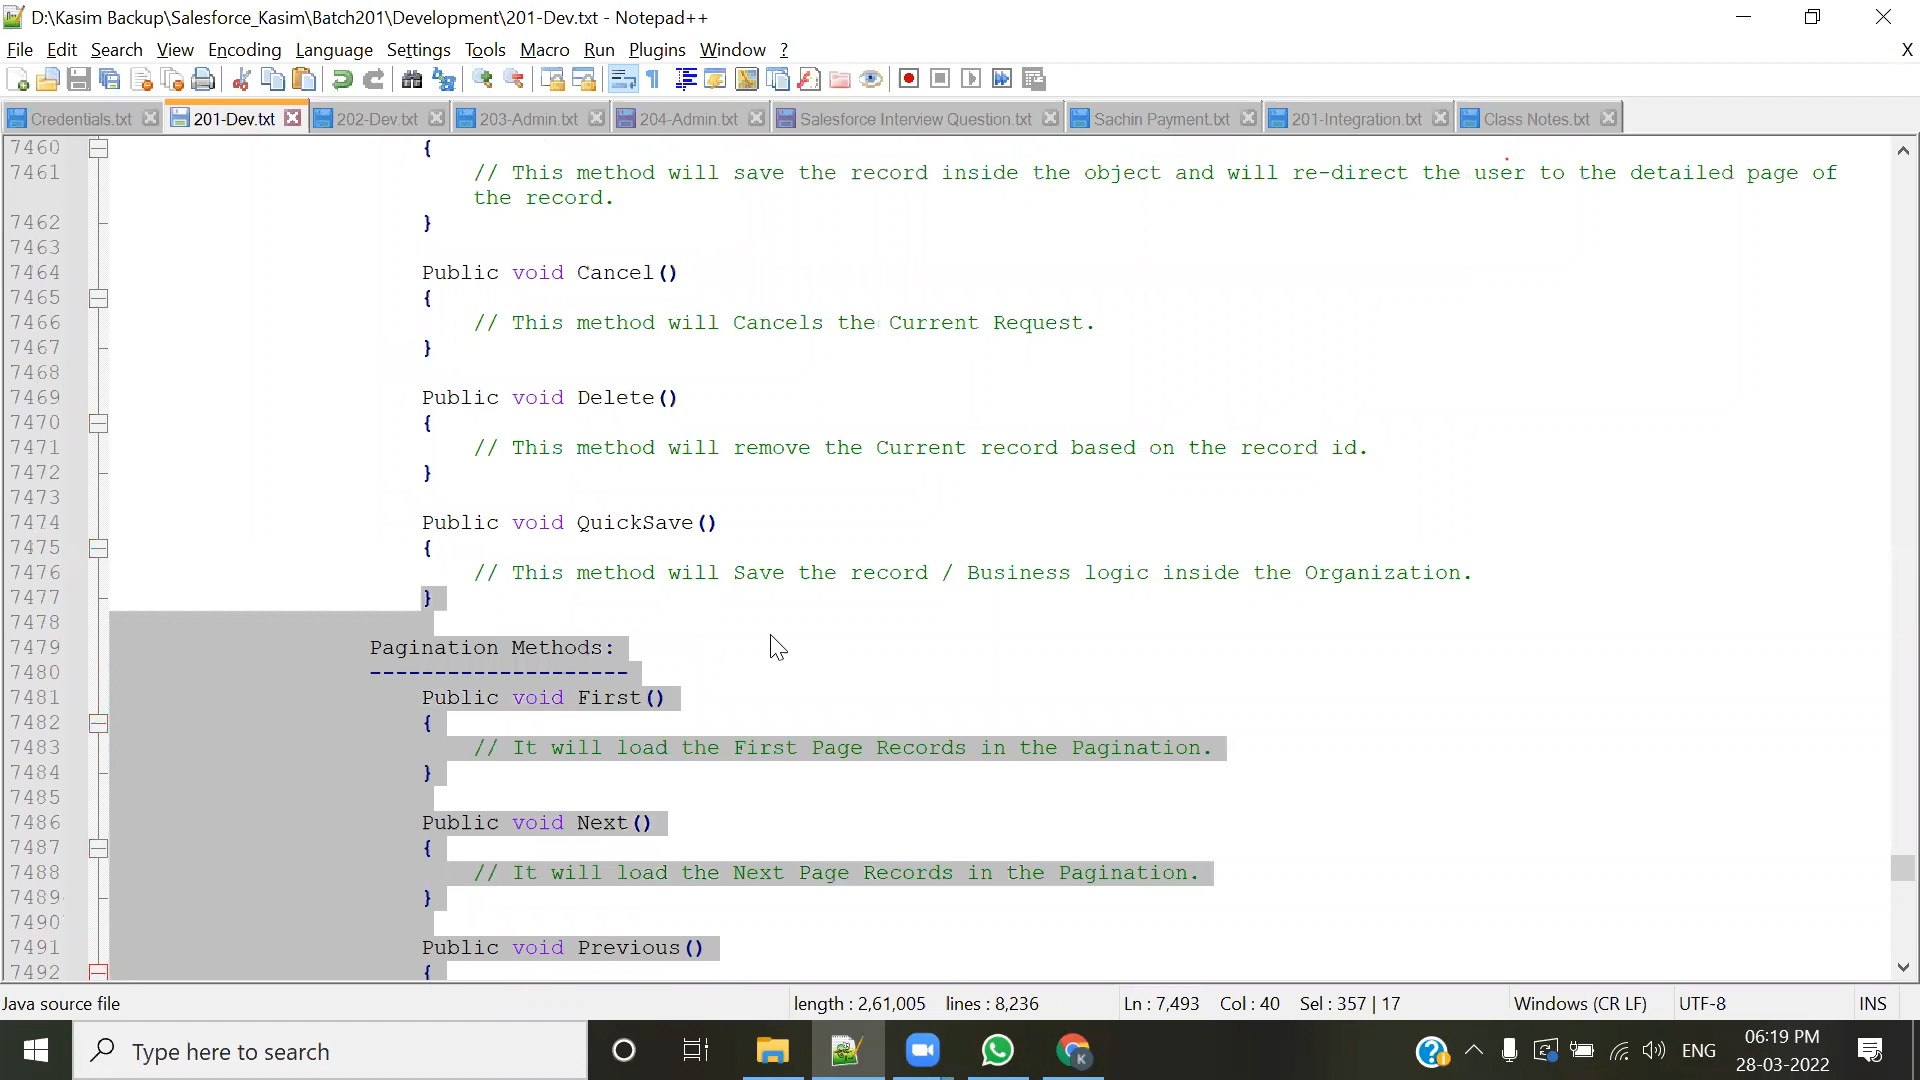 D:\Kasim Backup\Salesforce_Kasim\Batch201\Development\201-Dev.txt - Notepad++
File Edit Search View Encoding Language Settings Tools Macro Run Plugins Window ? X
Credentials.txt 201-Dev.txt 202-Dev.txt 203-Admin.txt 204-Admin.txt Salesforce Interview Question.txt Sachin Payment.txt 201-Integration.txt Class Notes.txt
7460 {
7461 // This method will save the record inside the object and will re-direct the user to the detailed page of
the record.
7462 }
7463
7464 Public void Cancel()
7465 {
7466 // This method will Cancels the Current Request.
7467 }
7468
7469 Public void Delete()
7470 {
7471 // This method will remove the Current record based on the record id.
7472 }
7473
7474 Public void QuickSave()
7475 {
7476 // This method will Save the record / Business logic inside the Organization.
7477 }
7478
7479 Pagination Methods:
7480 --------------------
7481 Public void First()
7482 {
7483 // It will load the First Page Records in the Pagination.
7484 }
7485
7486 Public void Next()
7487 {
7488 // It will load the Next Page Records in the Pagination.
7489 }
7490
7491 Public void Previous()
7492 {
Java source file length : 2,61,005 lines : 8,236 Ln : 7,493 Col : 40 Sel : 357 | 17 Windows (CR LF) UTF-8 INS
Type here to search ENG 06:19 PM
28-03-2022